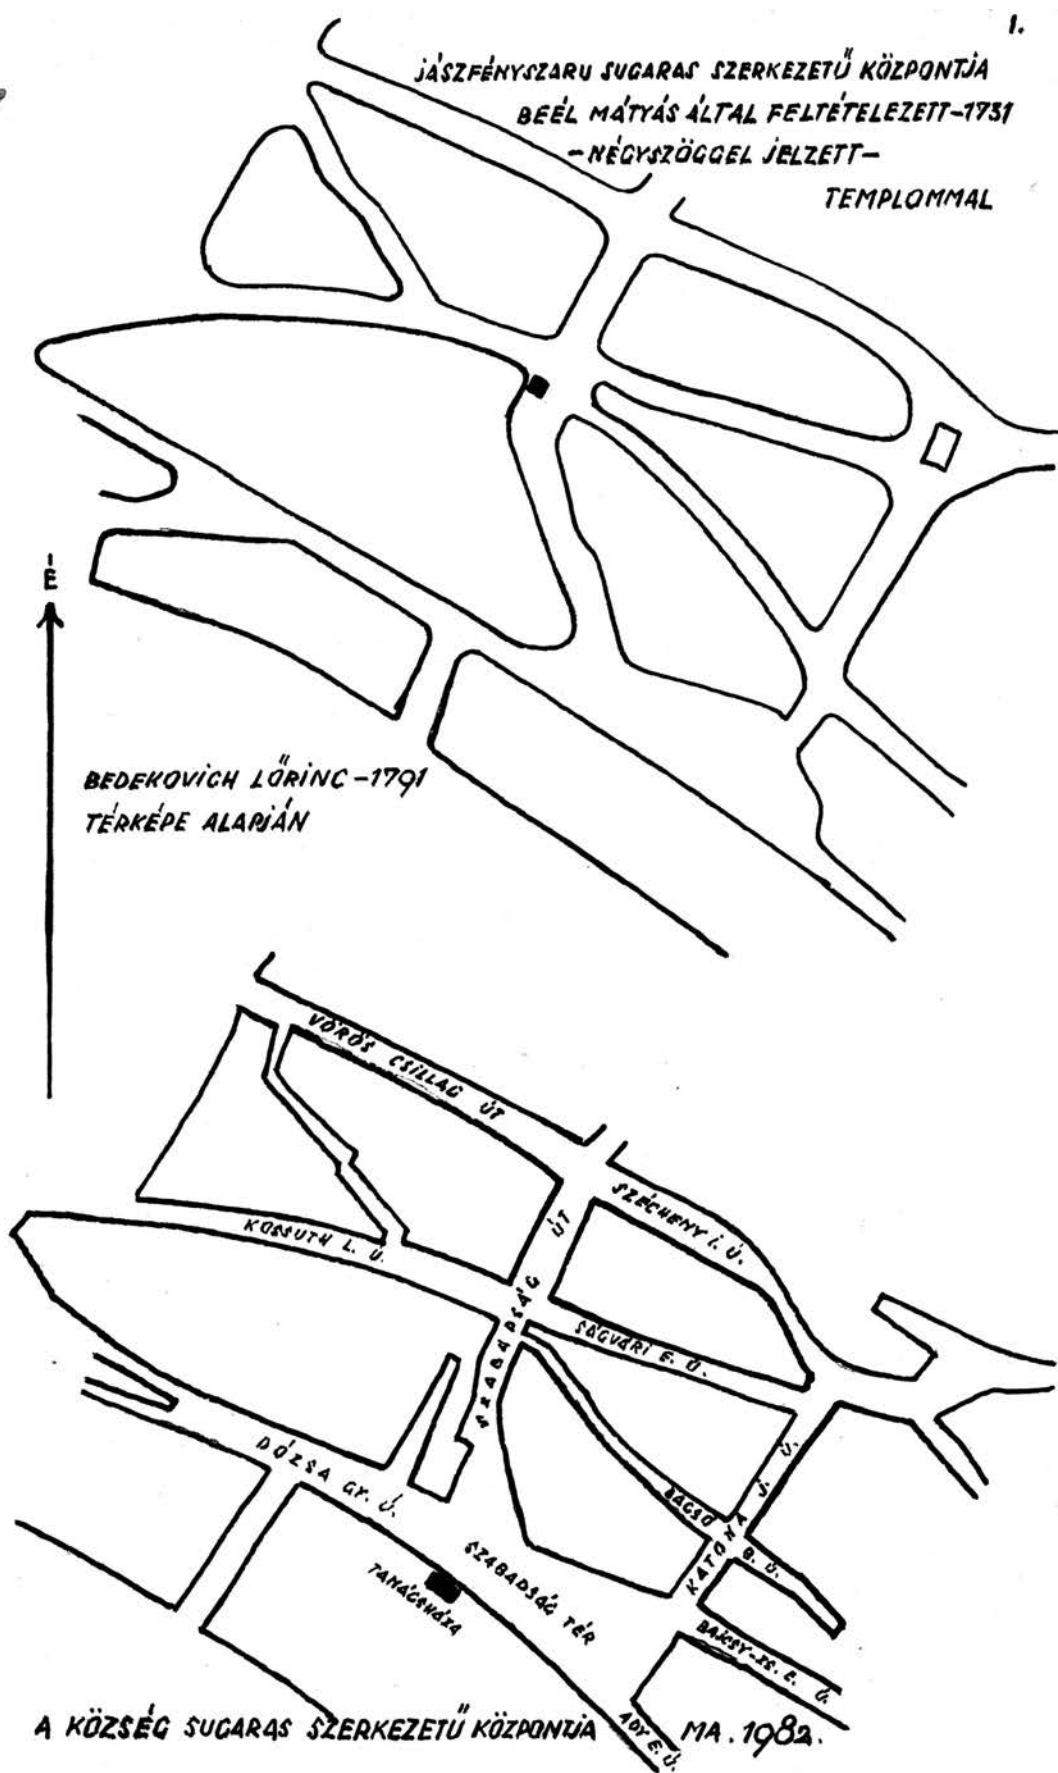 1.
JÁSZFÉNYSZARU SUGARAS SZERKEZETŰ KÖZPONTJA
BEÉL MÁTYÁS ÁLTAL FELTÉTELEZETT-1731
-NÉGYSZÖGGEL JELZETT-
TEMPLOMMAL
É
BEDEKOVICH LŐRINC-1791
TÉRKÉPE ALAPJÁN
VÖRÖS CSILLAG ÚT
SZÉCHENY I. Ú.
KOSSUTH L. Ú.
SZABADSÁG ÚT
SÁGVÁRI E. Ú.
DÓZSA GY. Ú.
BACSÓ B. Ú.
KATONA J. Ú.
SZABADSÁG TÉR
TANÁCSHÁZA
BAJCSY-ZS. E. Ú.
ADY E. Ú.
A KÖZSÉG SUGARAS SZERKEZETŰ KÖZPONTJA MA. 1982.